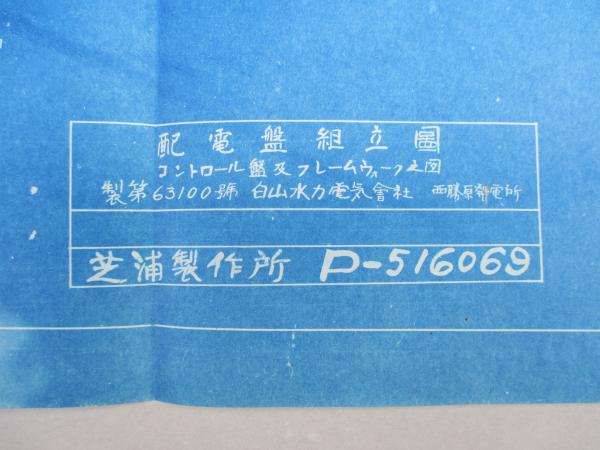 配電盤組立圖
コントロール盤及フレームウォーク之図
製第63100號 白山水力電気會社 西勝原発電所
芝浦製作所 P-516069